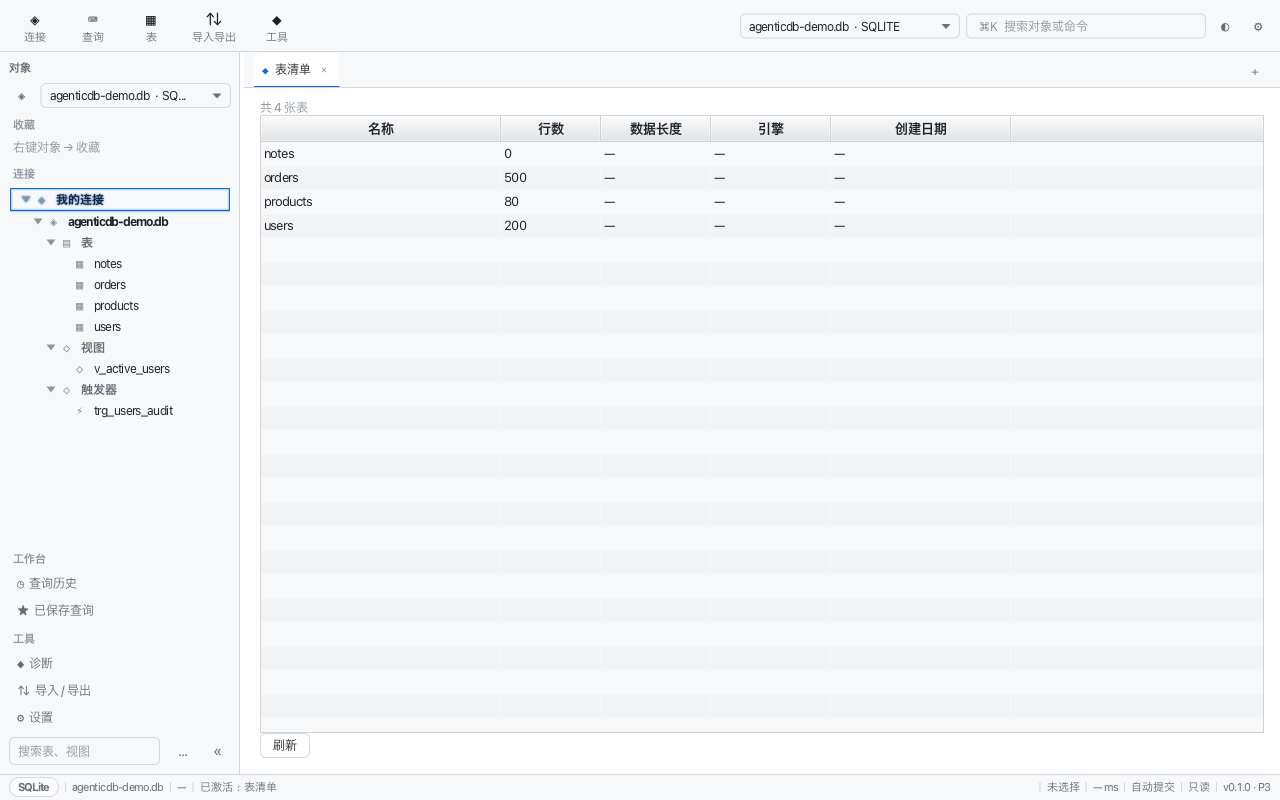 连接 查询 表 导入导出 工具
agenticdb-demo.db · SQLITE
⌘K 搜索对象或命令
对象
agenticdb-demo.db · SQ...
收藏
右键对象 → 收藏
连接
我的连接
agenticdb-demo.db
表
notes
orders
products
users
视图
v_active_users
触发器
trg_users_audit
工作台
查询历史
已保存查询
工具
诊断
导入 / 导出
设置
搜索表、视图 ... «
表清单 × +
共 4 张表
名称 行数 数据长度 引擎 创建日期
notes 0 — — —
orders 500 — — —
products 80 — — —
users 200 — — —
刷新
SQLite agenticdb-demo.db — 已激活：表清单
未选择 — ms 自动提交 只读 v0.1.0 · P3